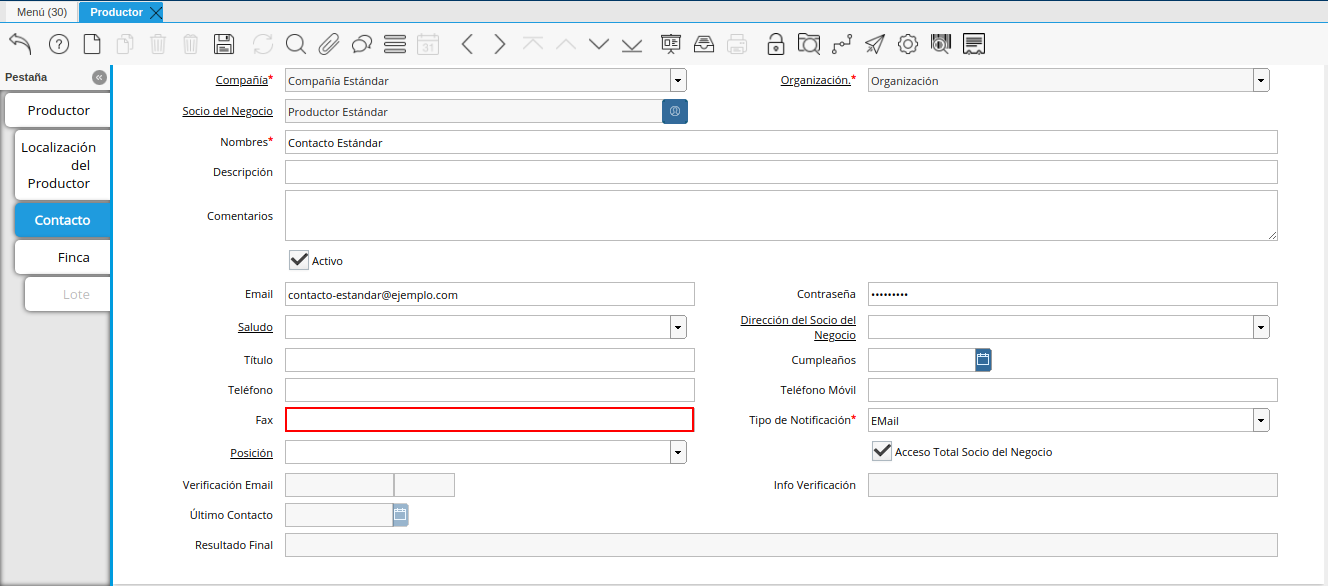 Menú (30)
Productor
31
Pestaña
Productor
Localización
del
Productor
Contacto
Finca
Lote
Compañía*
Compañía Estándar
Organización.*
Organización
Socio del Negocio
Productor Estándar
Nombres*
Contacto Estándar
Descripción
Comentarios
Activo
Email
contacto-estandar@ejemplo.com
Contraseña
•••••••••
Saludo
Dirección del Socio del
Negocio
Título
Cumpleaños
Teléfono
Teléfono Móvil
Fax
Tipo de Notificación*
EMail
Posición
Acceso Total Socio del Negocio
Verificación Email
Info Verificación
Último Contacto
Resultado Final